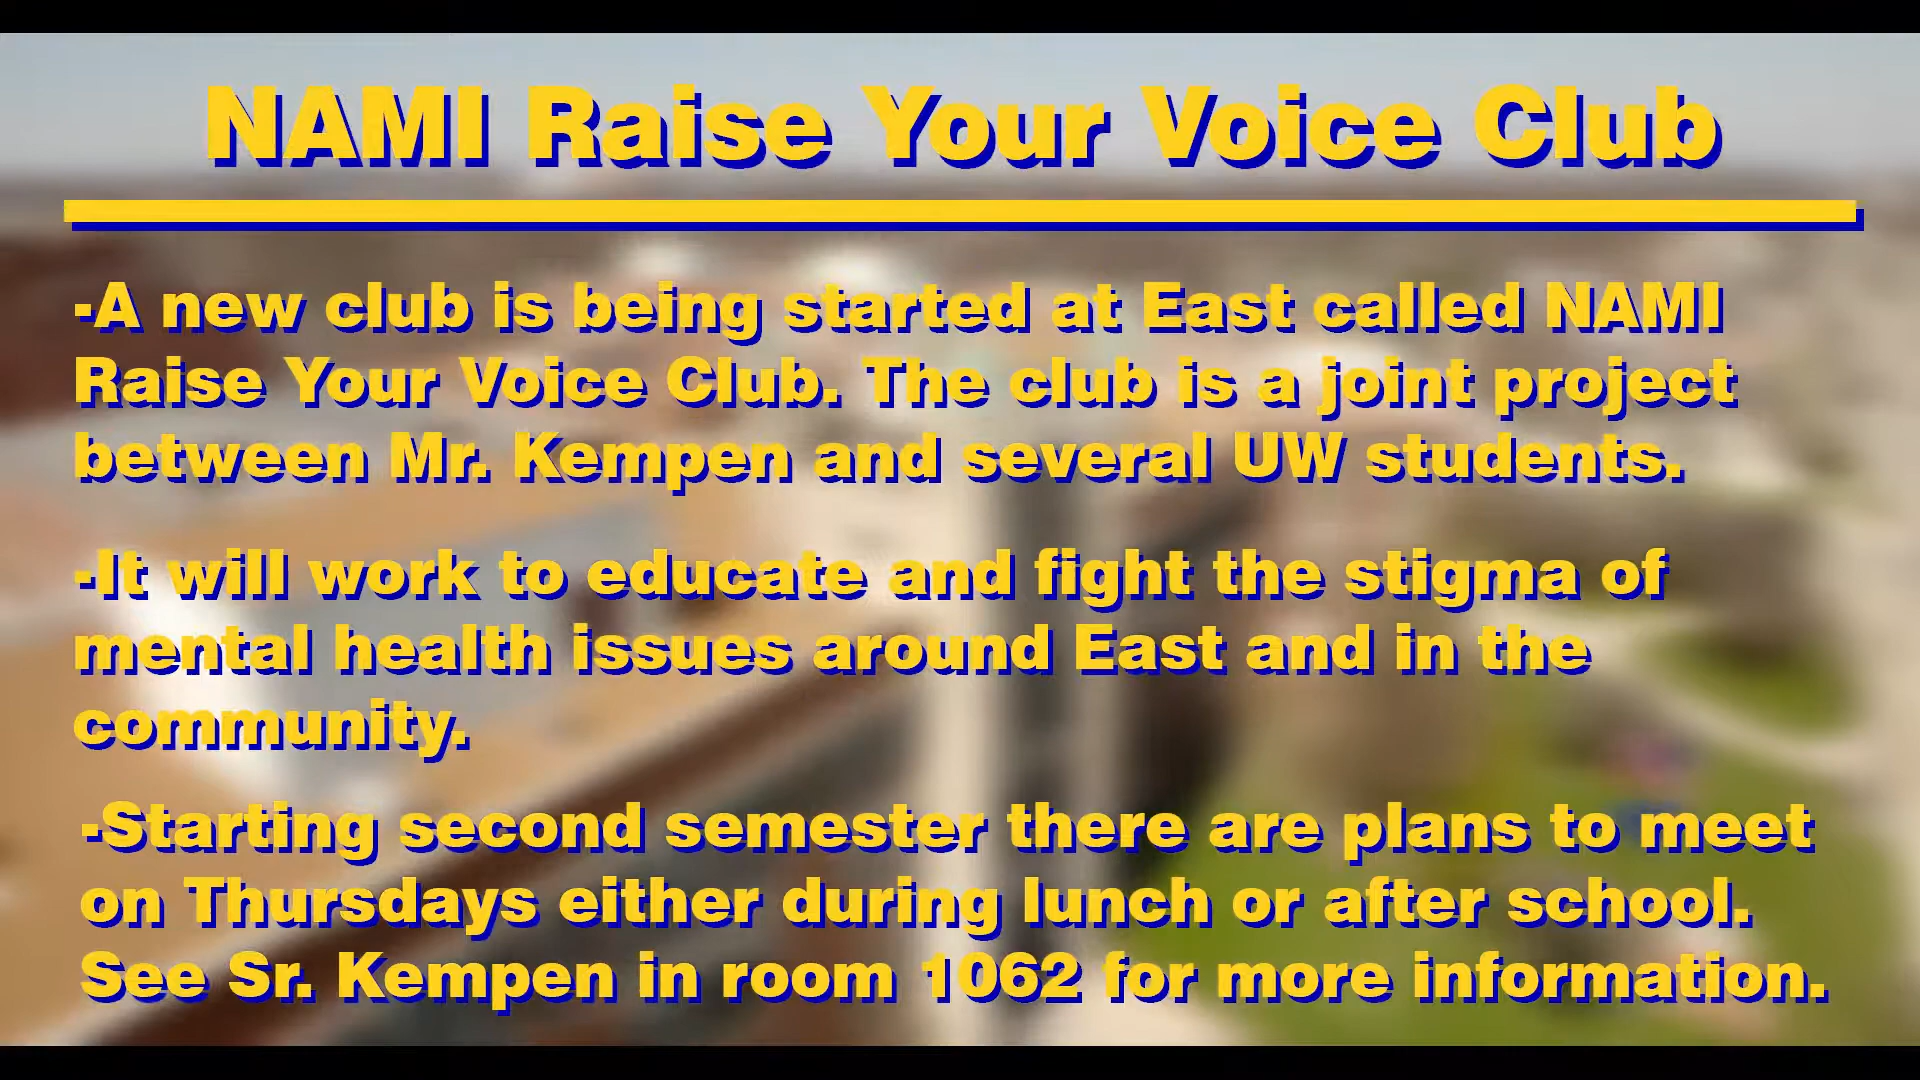 NAMI Raise Your Voice Club
-A new club is being started at East called NAMI
Raise Your Voice Club. The club is a joint project
between Mr. Kempen and several UW students.
-It will work to educate and fight the stigma of
mental health issues around East and in the
community.
-Starting second semester there are plans to meet
on Thursdays either during lunch or after school.
See Sr. Kempen in room 1062 for more information.